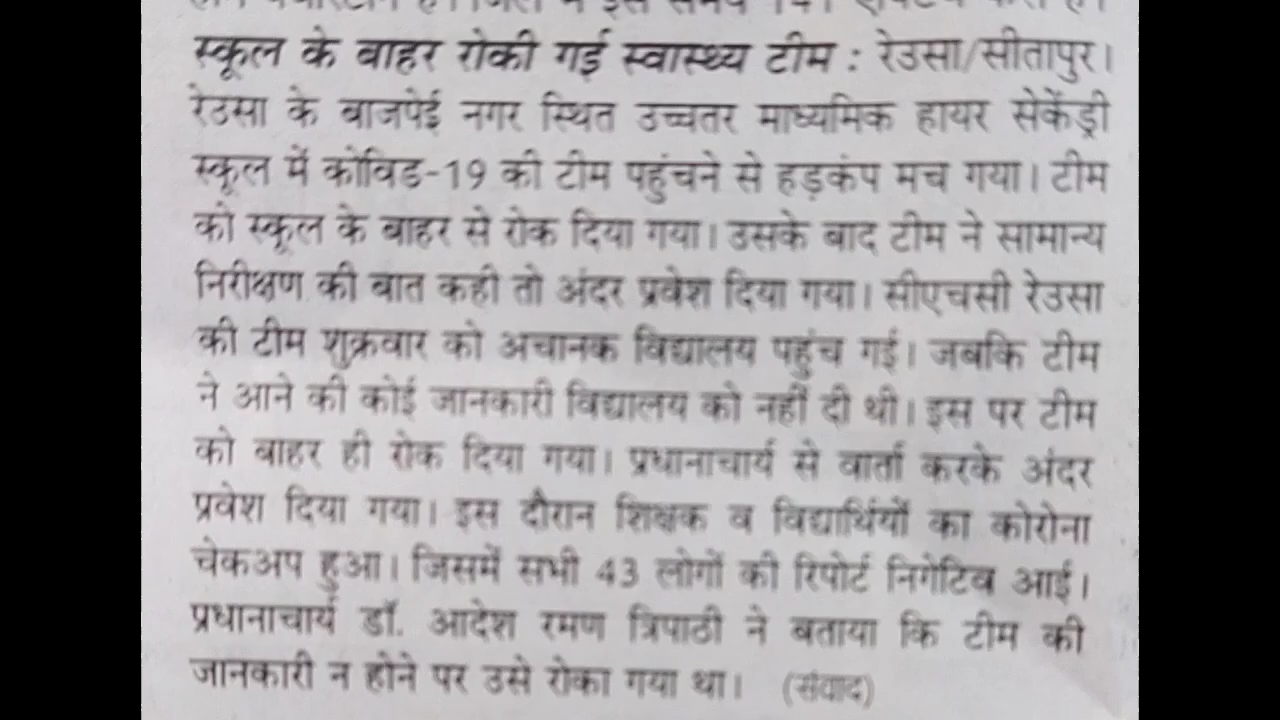 स्कूल के बाहर रोकी गई स्वास्थ्य टीम : रेउसा/सीतापुर।
रेउसा के बाजपेई नगर स्थित उच्चतर माध्यमिक हायर सेकेंड्री
स्कूल में कोविड-19 की टीम पहुंचने से हड़कंप मच गया। टीम
को स्कूल के बाहर से रोक दिया गया। उसके बाद टीम ने सामान्य
निरीक्षण की बात कही तो अंदर प्रवेश दिया गया। सीएचसी रेउसा
की टीम शुक्रवार को अचानक विद्यालय पहुंच गई। जबकि टीम
ने आने की कोई जानकारी विद्यालय को नहीं दी थी। इस पर टीम
को बाहर ही रोक दिया गया। प्रधानाचार्य से वार्ता करके अंदर
प्रवेश दिया गया। इस दौरान शिक्षक व विद्यार्थियों का कोरोना
चेकअप हुआ। जिसमें सभी 43 लोगों की रिपोर्ट निगेटिव आई।
प्रधानाचार्य डॉ. आदेश रमण त्रिपाठी ने बताया कि टीम की
जानकारी न होने पर उसे रोका गया था। (संवाद)